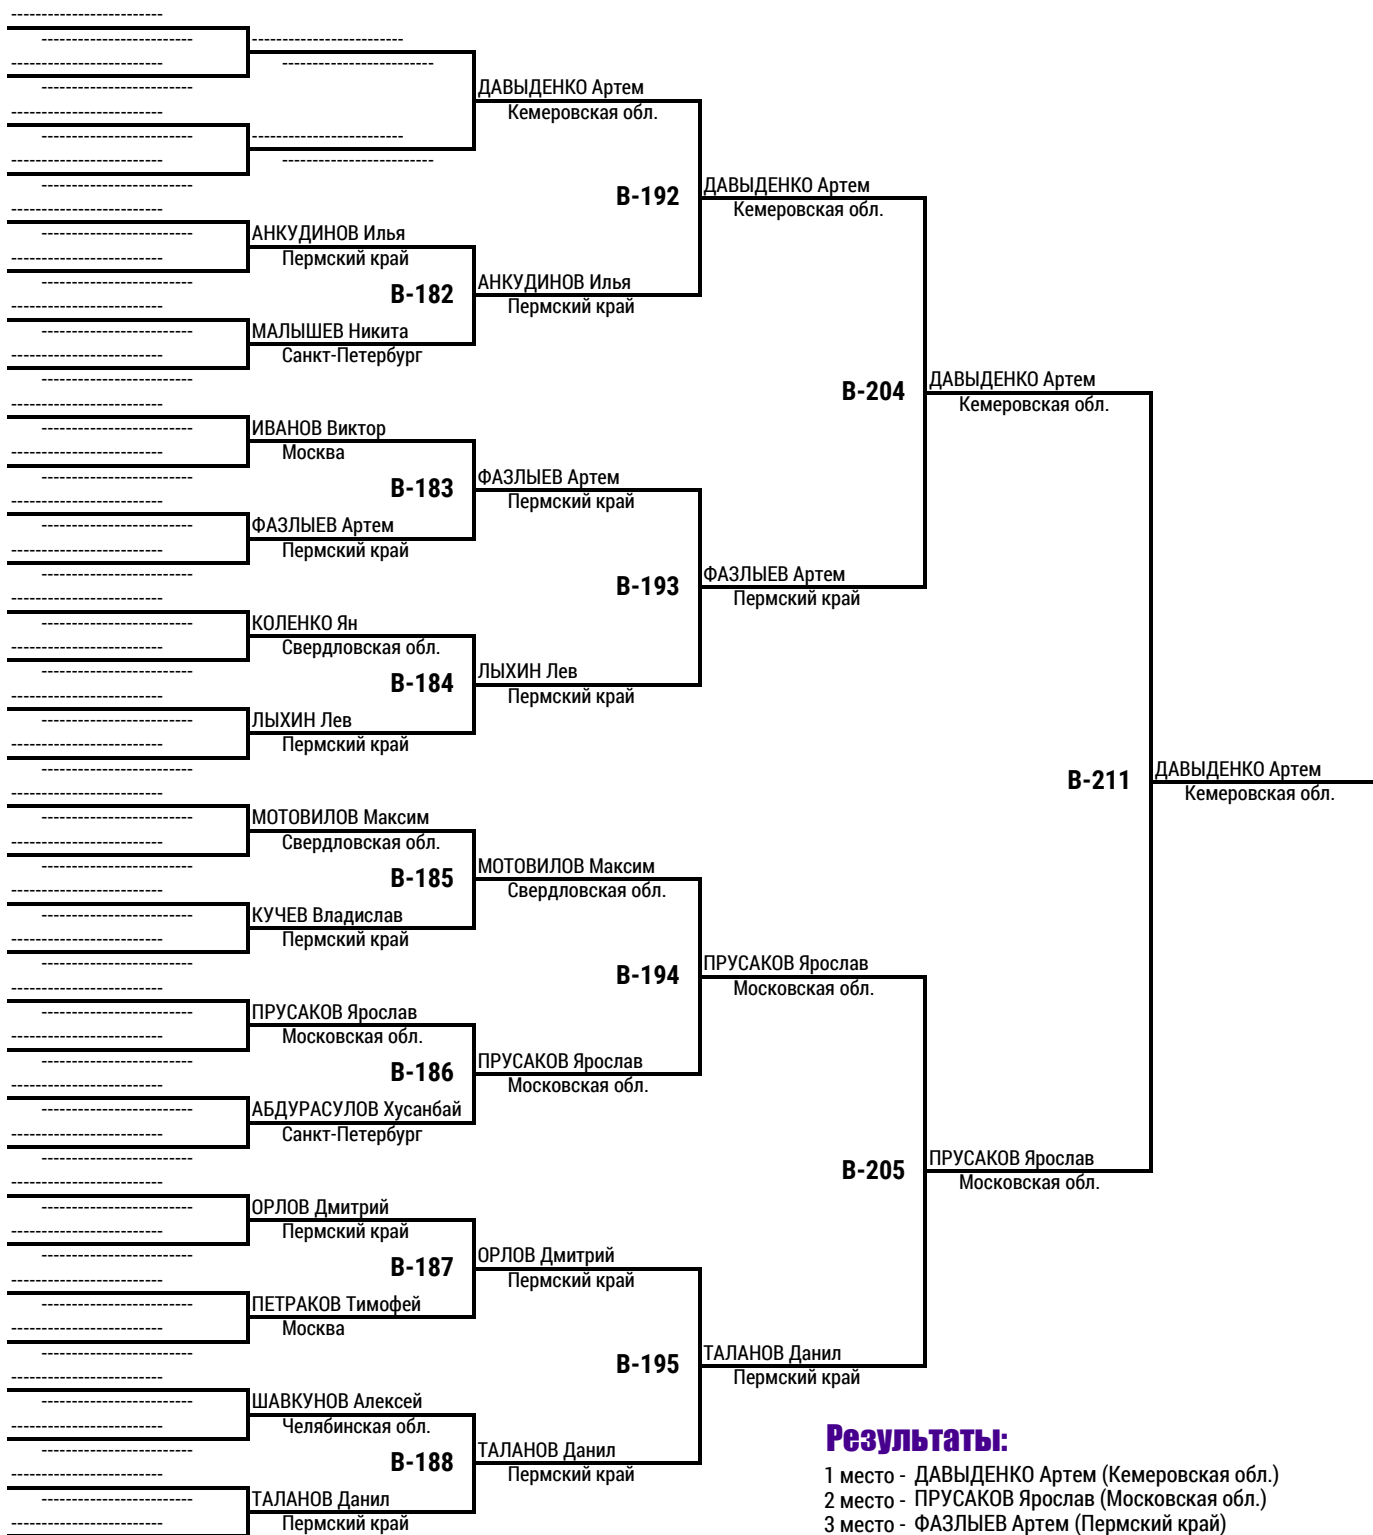 ДАВЫДЕНКО Артем
Кемеровская обл.
B-192
ДАВЫДЕНКО Артем
Кемеровская обл.
АНКУДИНОВ Илья
Пермский край
B-182
АНКУДИНОВ Илья
Пермский край
МАЛЫШЕВ Никита
Санкт-Петербург
B-204
ДАВЫДЕНКО Артем
Кемеровская обл.
ИВАНОВ Виктор
Москва
B-183
ФАЗЛЫЕВ Артем
Пермский край
ФАЗЛЫЕВ Артем
Пермский край
B-193
ФАЗЛЫЕВ Артем
Пермский край
КОЛЕНКО Ян
Свердловская обл.
B-184
ЛЫХИН Лев
Пермский край
ЛЫХИН Лев
Пермский край
B-211
ДАВЫДЕНКО Артем
Кемеровская обл.
МОТОВИЛОВ Максим
Свердловская обл.
B-185
МОТОВИЛОВ Максим
Свердловская обл.
КУЧЕВ Владислав
Пермский край
B-194
ПРУСАКОВ Ярослав
Московская обл.
ПРУСАКОВ Ярослав
Московская обл.
B-186
ПРУСАКОВ Ярослав
Московская обл.
АБДУРАСУЛОВ Хусанбай
Санкт-Петербург
B-205
ПРУСАКОВ Ярослав
Московская обл.
ОРЛОВ Дмитрий
Пермский край
B-187
ОРЛОВ Дмитрий
Пермский край
ПЕТРАКОВ Тимофей
Москва
B-195
ТАЛАНОВ Данил
Пермский край
ШАВКУНОВ Алексей
Челябинская обл.
B-188
ТАЛАНОВ Данил
Пермский край
ТАЛАНОВ Данил
Пермский край
Результаты:
1 место - ДАВЫДЕНКО Артем (Кемеровская обл.)
2 место - ПРУСАКОВ Ярослав (Московская обл.)
3 место - ФАЗЛЫЕВ Артем (Пермский край)